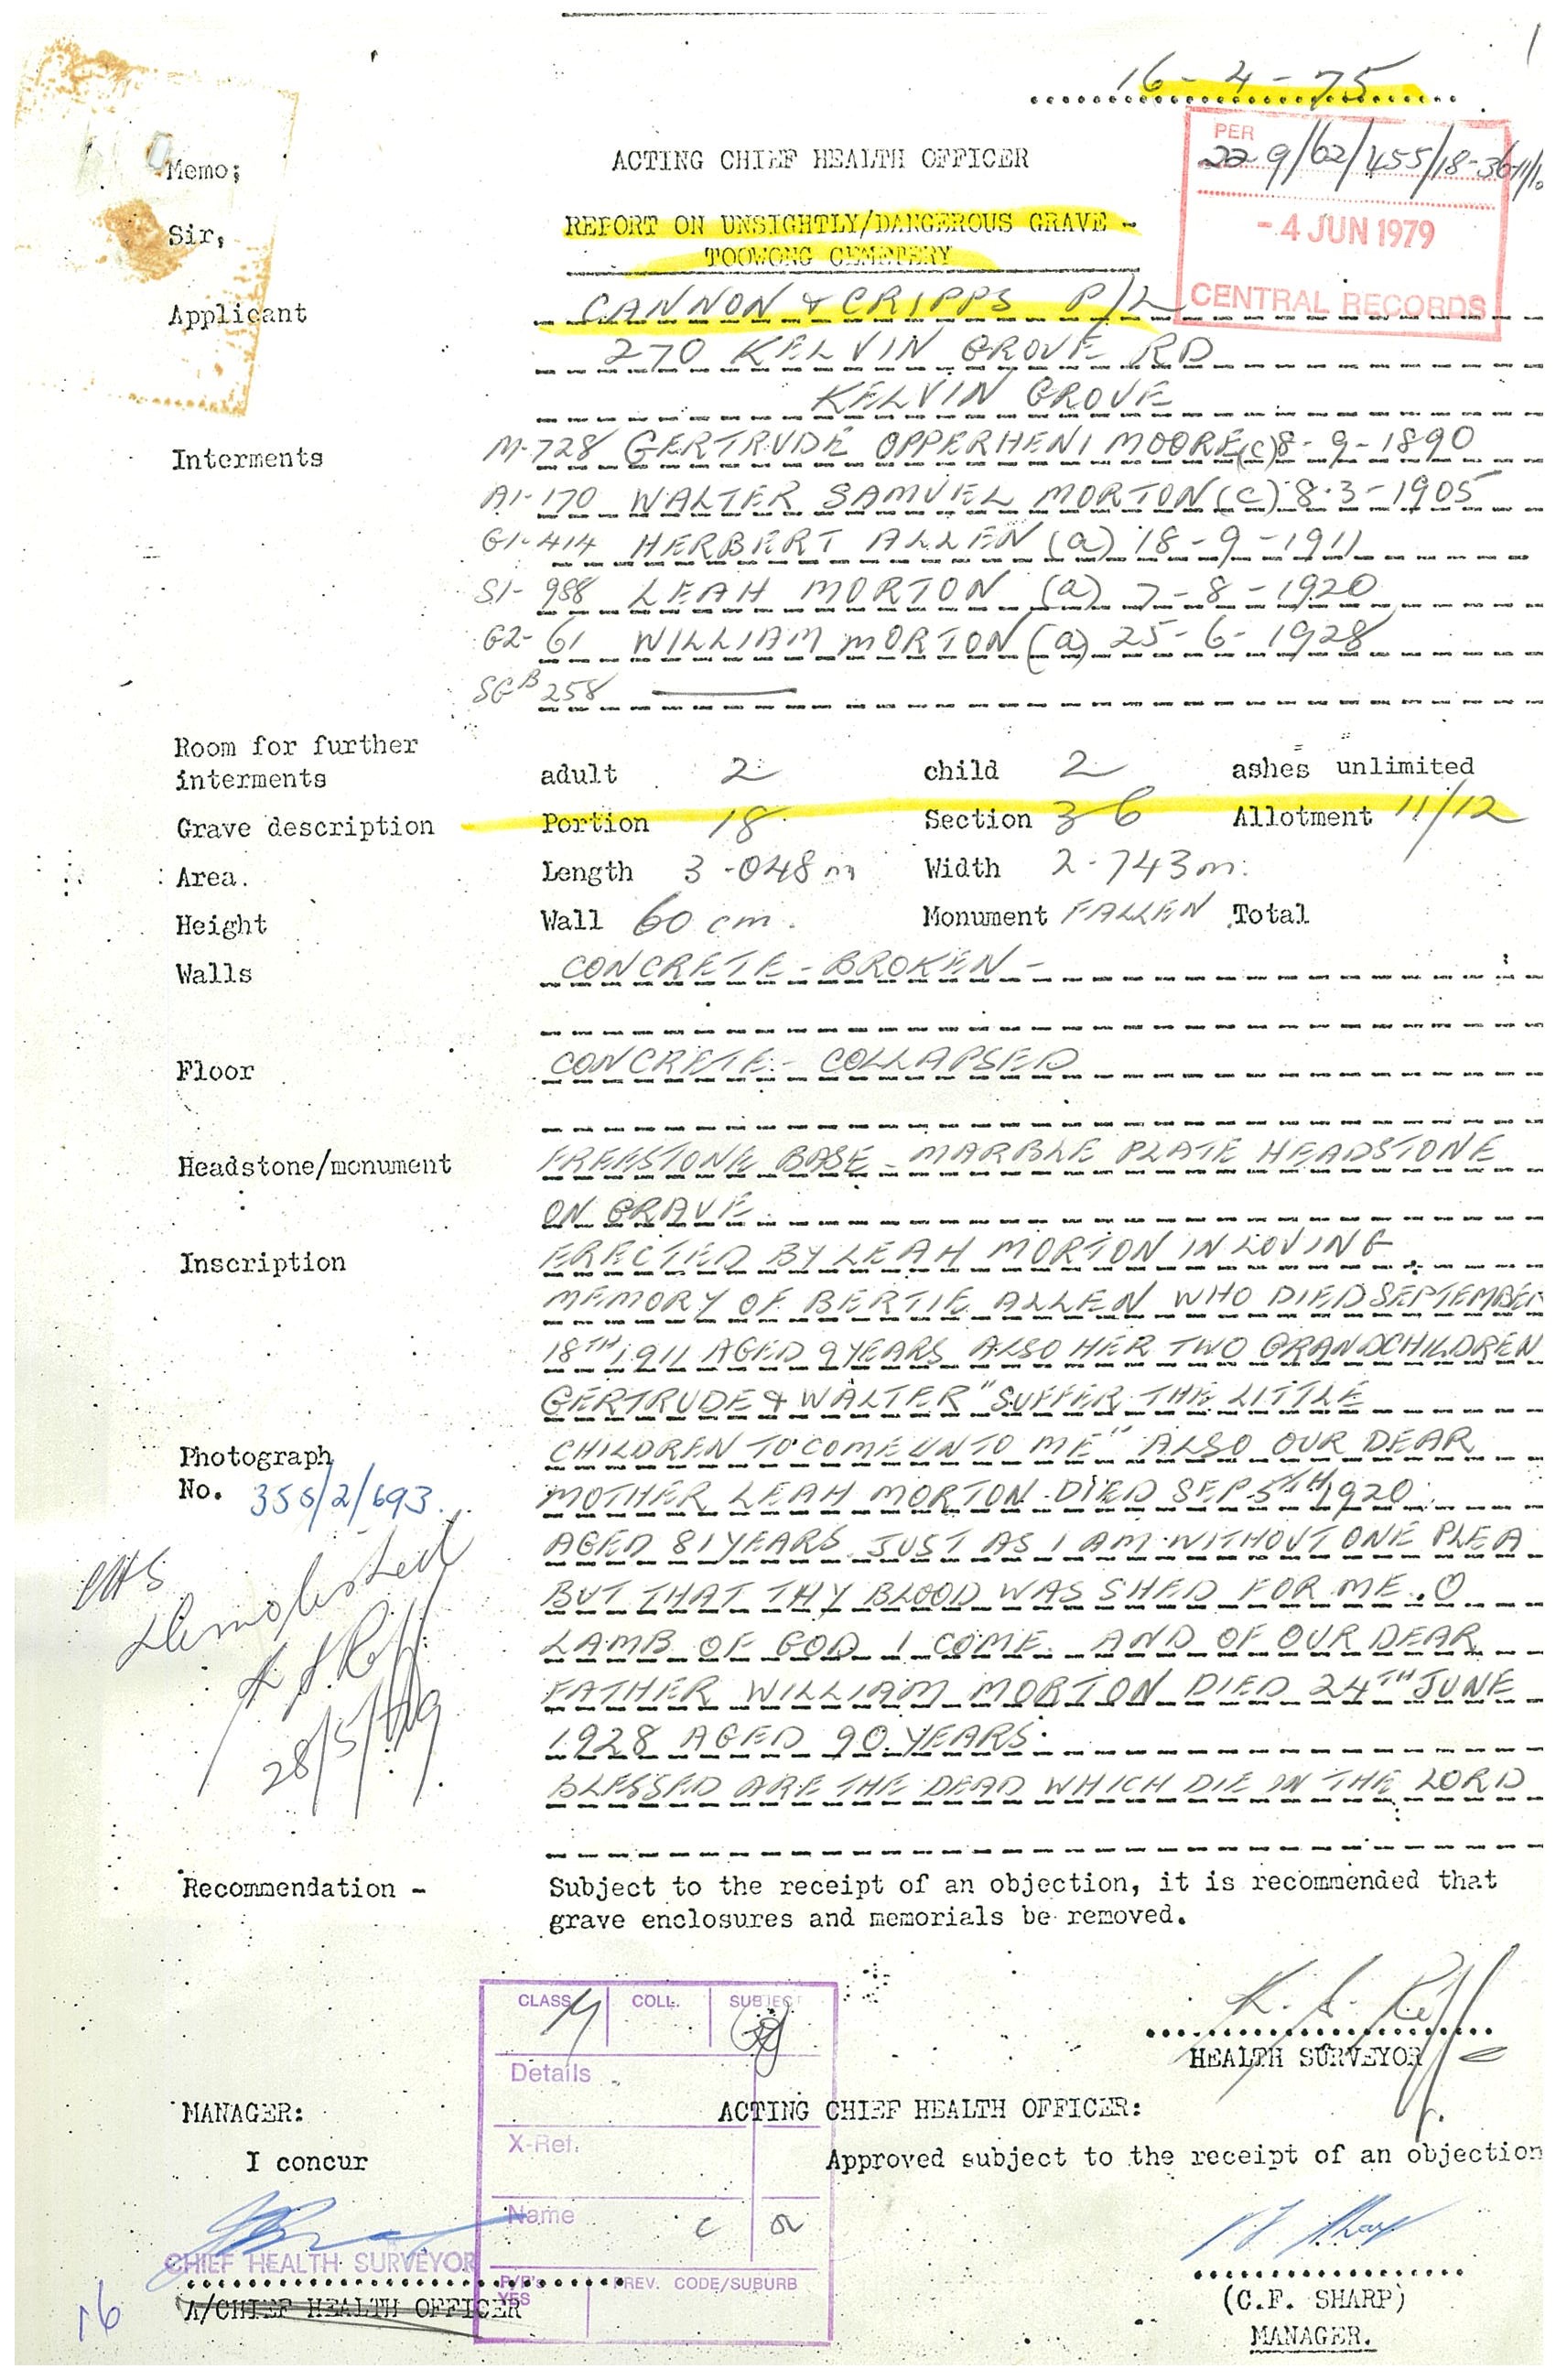 16-4-75
PER
229/62/455/18-36-11/12
- 4 JUN 1979
CENTRAL RECORDS
Memo;
ACTING CHIEF HEALTH OFFICER
Sir,
REPORT ON UNSIGHTLY/DANGEROUS GRAVE -
TOOWONG CEMETERY
Applicant CANNON & CRIPPS P/L
270 KELVIN GROVE RD
KELVIN GROVE
Interments M-728 GERTRUDE OPPERHENI MOORE (c) 8-9-1890
A1-170 WALTER SAMUEL MORTON (c) 8-3-1905
G1-414 HERBERT ALLEN (a) 18-9-1911
S1-988 LEAH MORTON (a) 7-8-1920
G2-61 WILLIAM MORTON (a) 25-6-1928
SGB 258 ———
Room for further
interments adult 2 child 2 ashes unlimited
Grave description Portion 18 Section 36 Allotment 11/12
Area. Length 3.048m Width 2.743m.
Height Wall 60 cm. Monument FALLEN Total
Walls CONCRETE - BROKEN -
Floor CONCRETE - COLLAPSED
Headstone/monument FREESTONE BASE - MARBLE PLATE HEADSTONE
ON GRAVE.
Inscription ERECTED BY LEAH MORTON IN LOVING
MEMORY OF BERTIE ALLEN WHO DIED SEPTEMBER
18TH 1911 AGED 9 YEARS ALSO HER TWO GRANDCHILDREN
GERTRUDE & WALTER "SUFFER THE LITTLE
CHILDREN TO COME UNTO ME" ALSO OUR DEAR
MOTHER LEAH MORTON DIED SEP 5TH 1920
AGED 81 YEARS JUST AS I AM WITHOUT ONE PLEA
BUT THAT THY BLOOD WAS SHED FOR ME. O
LAMB OF GOD I COME. AND OF OUR DEAR
FATHER WILLIAM MORTON DIED 24TH JUNE
1928 AGED 90 YEARS.
BLESSED ARE THE DEAD WHICH DIE IN THE LORD
Photograph
No. 355/2/693.
Demolished
28/5/79
Recommendation - Subject to the receipt of an objection, it is recommended that
grave enclosures and memorials be removed.
HEALTH SURVEYOR
CLASS COLL. SUBJECT
Details
X-Ref.
Name
PREV. CODE/SUBURB
YES
MANAGER: ACTING CHIEF HEALTH OFFICER:
I concur Approved subject to the receipt of an objection
CHIEF HEALTH SURVEYOR
A/CHIEF HEALTH OFFICER
(C.F. SHARP)
MANAGER.